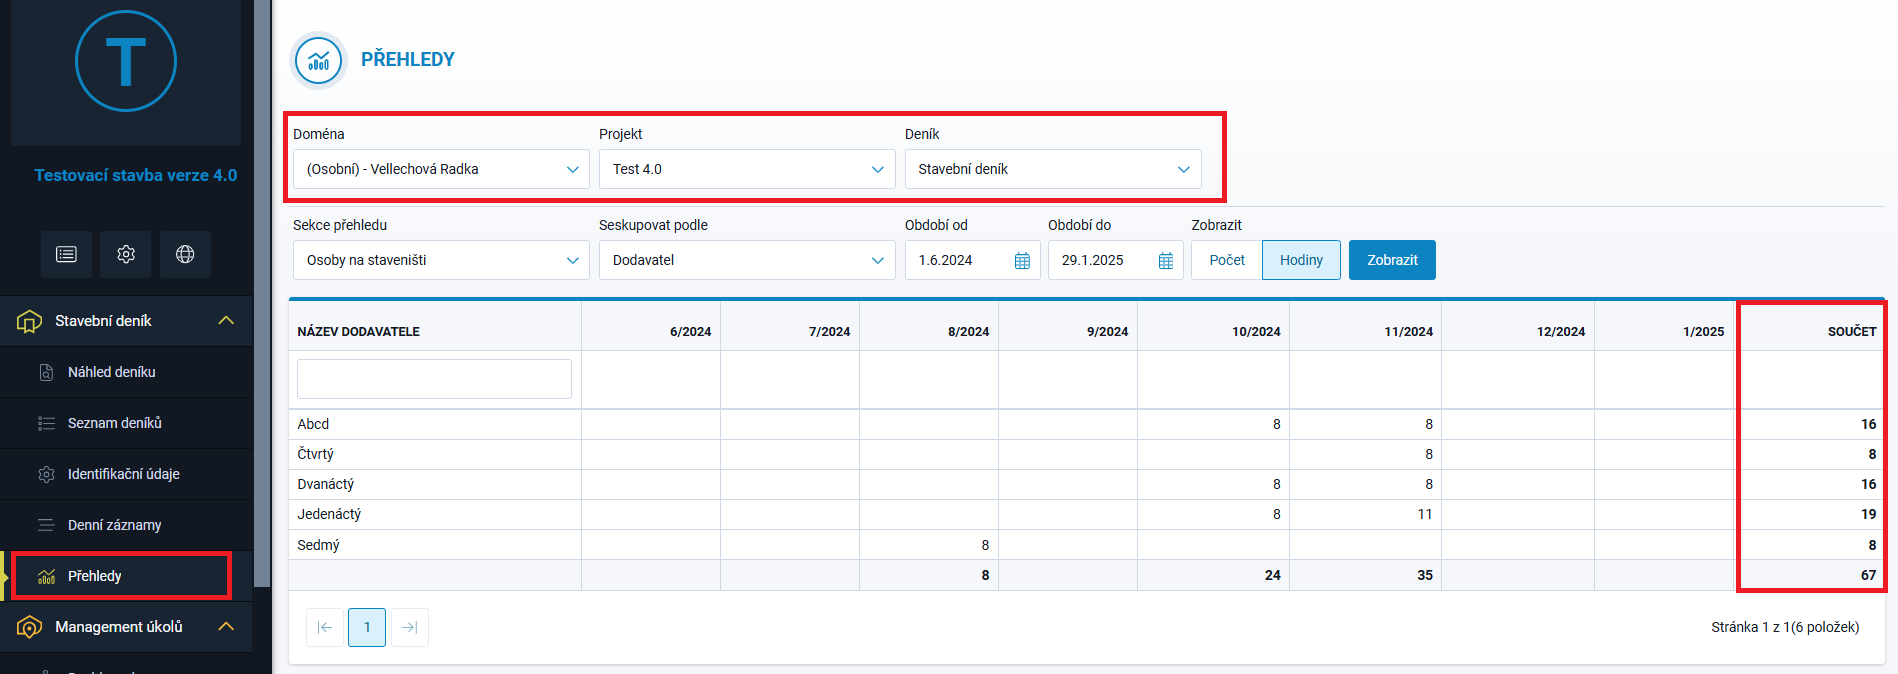 T
Testovací stavba verze 4.0
Stavební deník
Náhled deníku
Seznam deníků
Identifikační údaje
Denní záznamy
Přehledy
Management úkolů
PŘEHLEDY
Doména Projekt Deník
(Osobní) - Vellechová Radka Test 4.0 Stavební deník
Sekce přehledu Seskupovat podle Období od Období do Zobrazit
Osoby na staveništi Dodavatel 1.6.2024 29.1.2025 Počet Hodiny Zobrazit
NÁZEV DODAVATELE 6/2024 7/2024 8/2024 9/2024 10/2024 11/2024 12/2024 1/2025 SOUČET
Abcd 8 8 16
Čtvrtý 8 8
Dvanáctý 8 8 16
Jedenáctý 8 11 19
Sedmý 8 8
8 24 35 67
1 Stránka 1 z 1(6 položek)